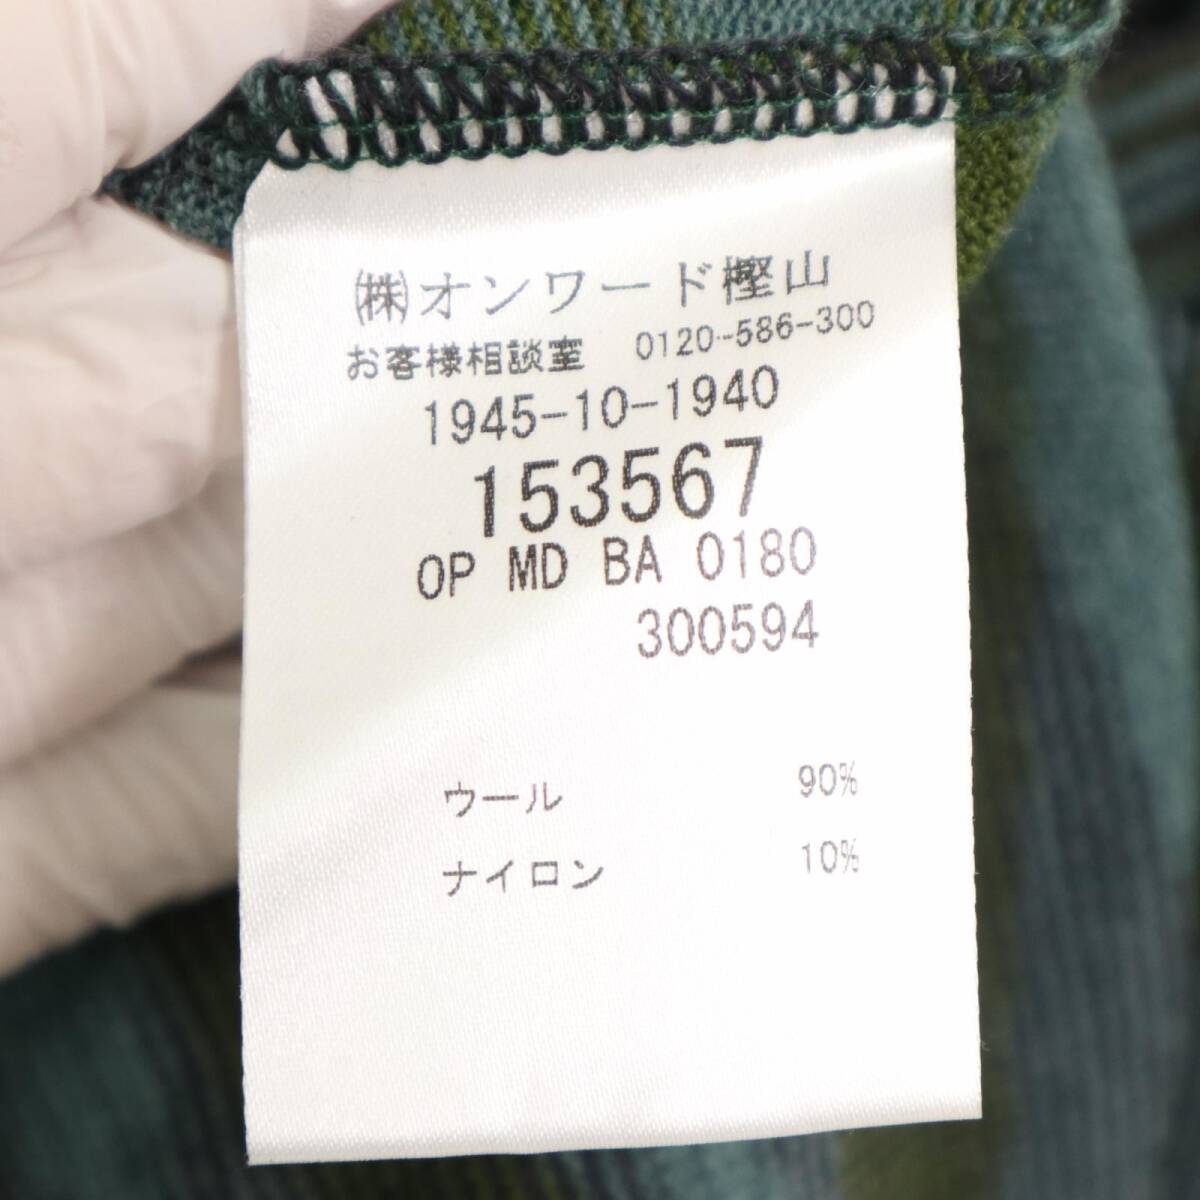 ㈱オンワード樫山
お客様相談室 0120-586-300
1945-10-1940
153567
OP MD BA 0180
300594
ウール 90%
ナイロン 10%